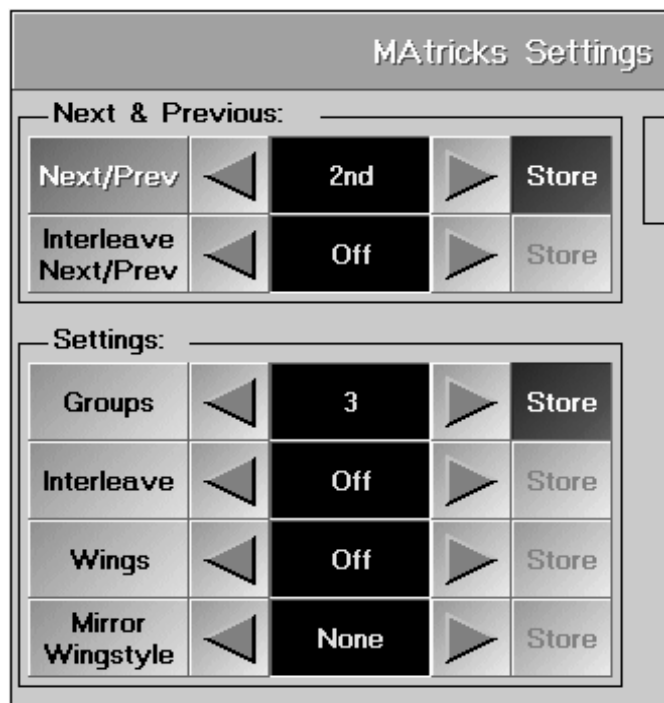 MAtricks Settings
Next & Previous:
Next/Prev 2nd Store
Interleave
Next/Prev Off Store
Settings:
Groups 3 Store
Interleave Off Store
Wings Off Store
Mirror
Wingstyle None Store